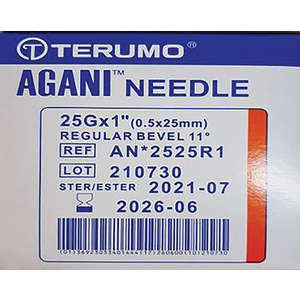 TERUMO
AGANI™ NEEDLE
25Gx1" (0.5x25mm)
REGULAR BEVEL 11°
REF AN*2525R1
LOT 210730
STER/ESTER 2021-07
2026-06